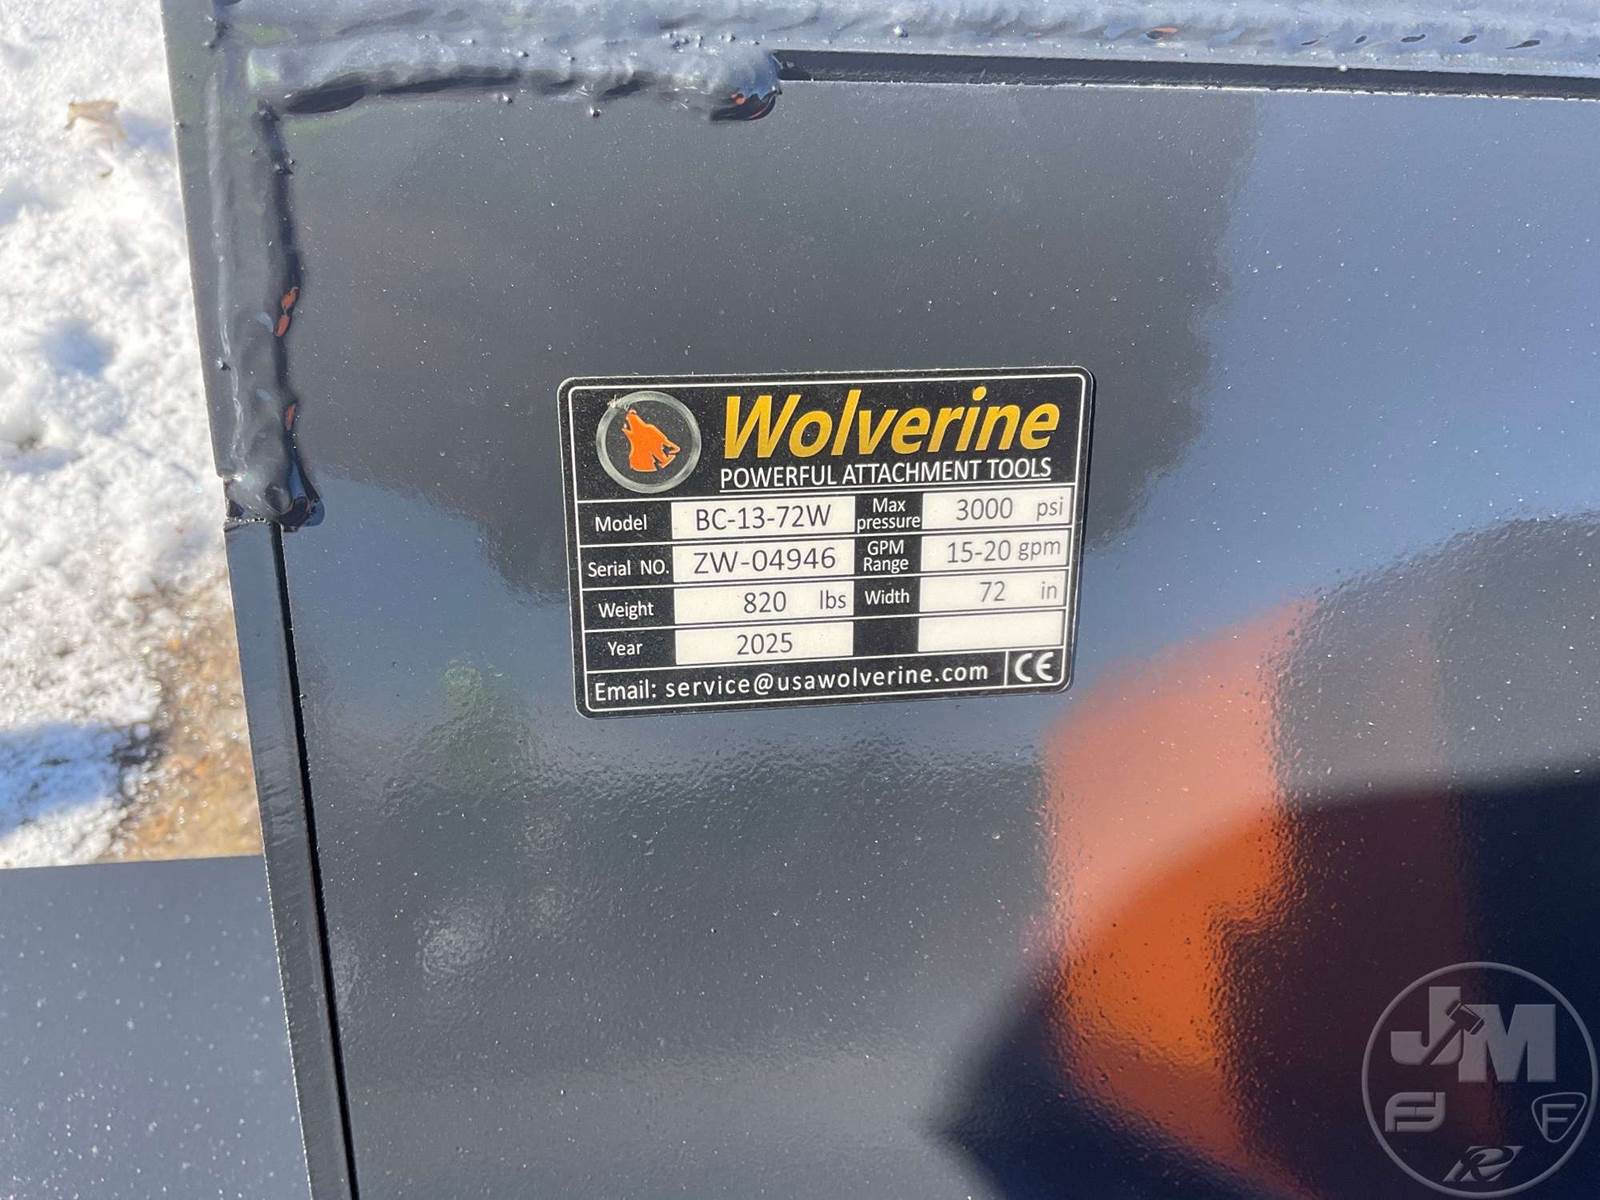 Wolverine
POWERFUL ATTACHMENT TOOLS
Model BC-13-72W Max pressure 3000 psi
Serial NO. ZW-04946 GPM Range 15-20 gpm
Weight 820 lbs Width 72 in
Year 2025
Email: service@usawolverine.com CE
JM
F